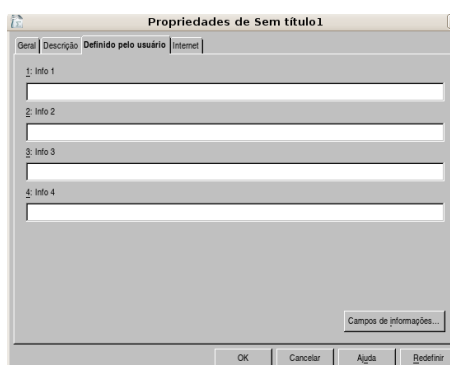 Propriedades de Sem título1
Geral Descrição Definido pelo usuário Internet
1: Info 1
2: Info 2
3: Info 3
4: Info 4
Campos de informações...
OK Cancelar Ajuda Redefinir